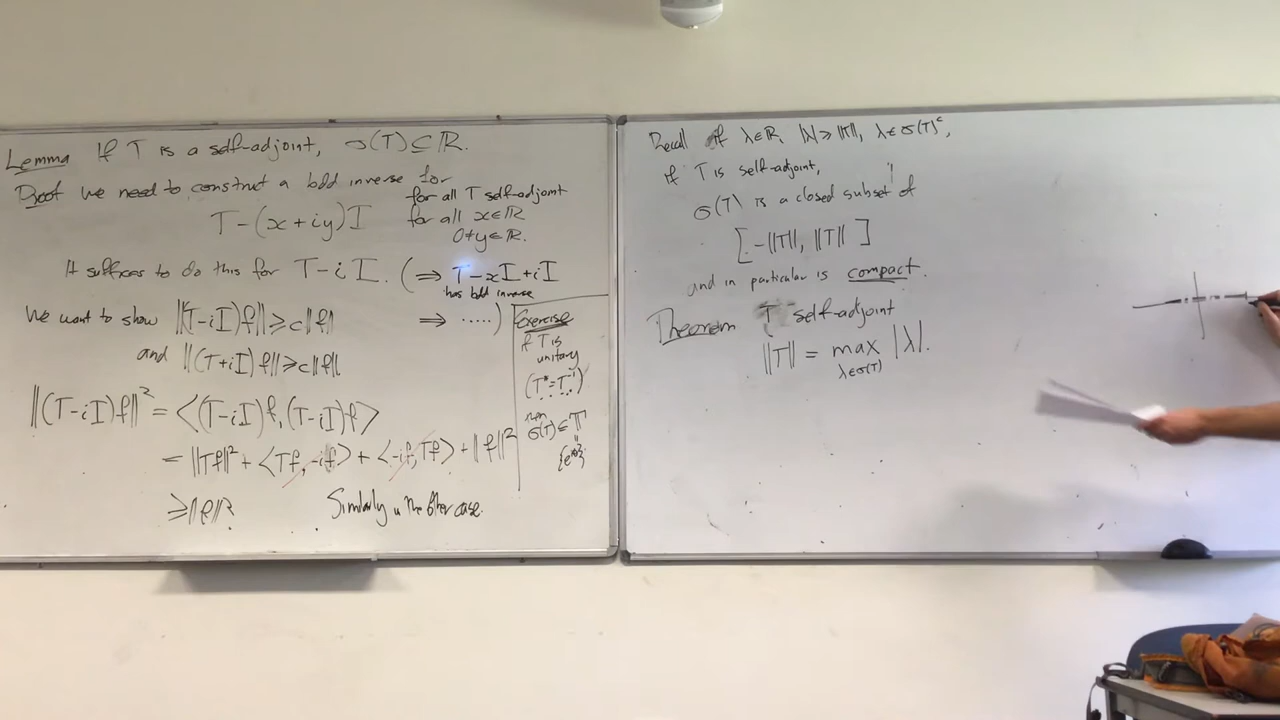 Lemma If T is a self-adjoint, σ(T) ⊆ ℝ.
Proof We need to construct a bdd inverse for
for all T self-adjoint
T-(x+iy)I for all x∈ℝ
0≠y∈ℝ.
It suffices to do this for T-iI. (⇒ T-xI+iI
has bdd inverse
⇒ .....)
We want to show ‖(T-iI)f‖≥c‖f‖
and ‖(T+iI)f‖≥c‖f‖
‖(T-iI)f‖² = <(T-iI)f, (T-iI)f>
= ‖Tf‖² + <Tf, -if> + <-if, Tf> + ‖f‖²
≥‖f‖²
Similarly in the other case.
Exercise
if T is
unitary
(T*=T⁻¹)
then
σ(T)⊆𝕋
Recall if λ∈ℝ, |λ|≥‖T‖, λ∈σ(T)ᶜ,
if T is self-adjoint,
σ(T) is a closed subset of
[-‖T‖, ‖T‖]
and in particular is compact.
Theorem T self-adjoint
‖T‖ = max |λ|.
λ∈σ(T)